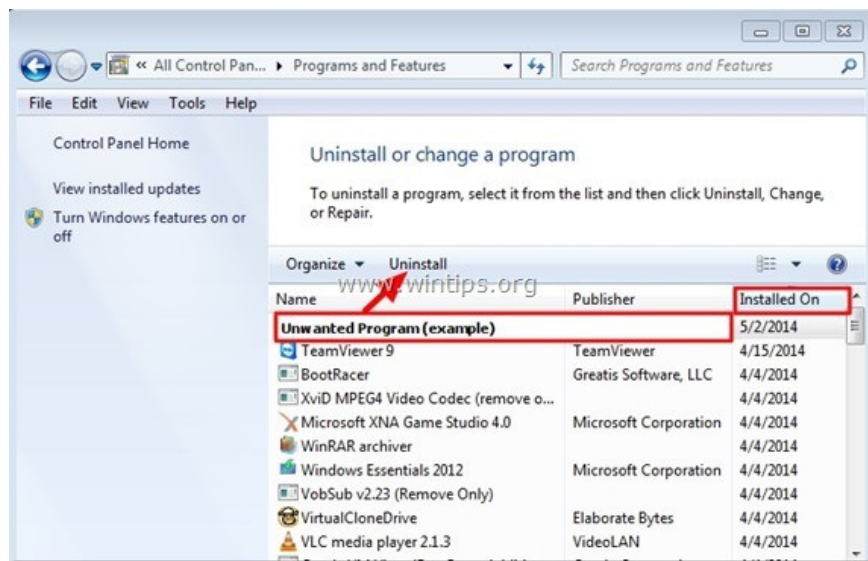 « All Control Pan... ▸ Programs and Features
Search Programs and Features
File Edit View Tools Help
Control Panel Home
View installed updates
Turn Windows features on or
off
Uninstall or change a program
To uninstall a program, select it from the list and then click Uninstall, Change,
or Repair.
Organize Uninstall
www.wintips.org
Name Publisher Installed On
Unwanted Program (example) 5/2/2014
TeamViewer 9 TeamViewer 4/15/2014
BootRacer Greatis Software, LLC 4/4/2014
XviD MPEG4 Video Codec (remove o... 4/4/2014
Microsoft XNA Game Studio 4.0 Microsoft Corporation 4/4/2014
WinRAR archiver 4/4/2014
Windows Essentials 2012 Microsoft Corporation 4/4/2014
VobSub v2.23 (Remove Only) 4/4/2014
VirtualCloneDrive Elaborate Bytes 4/4/2014
VLC media player 2.1.3 VideoLAN 4/4/2014